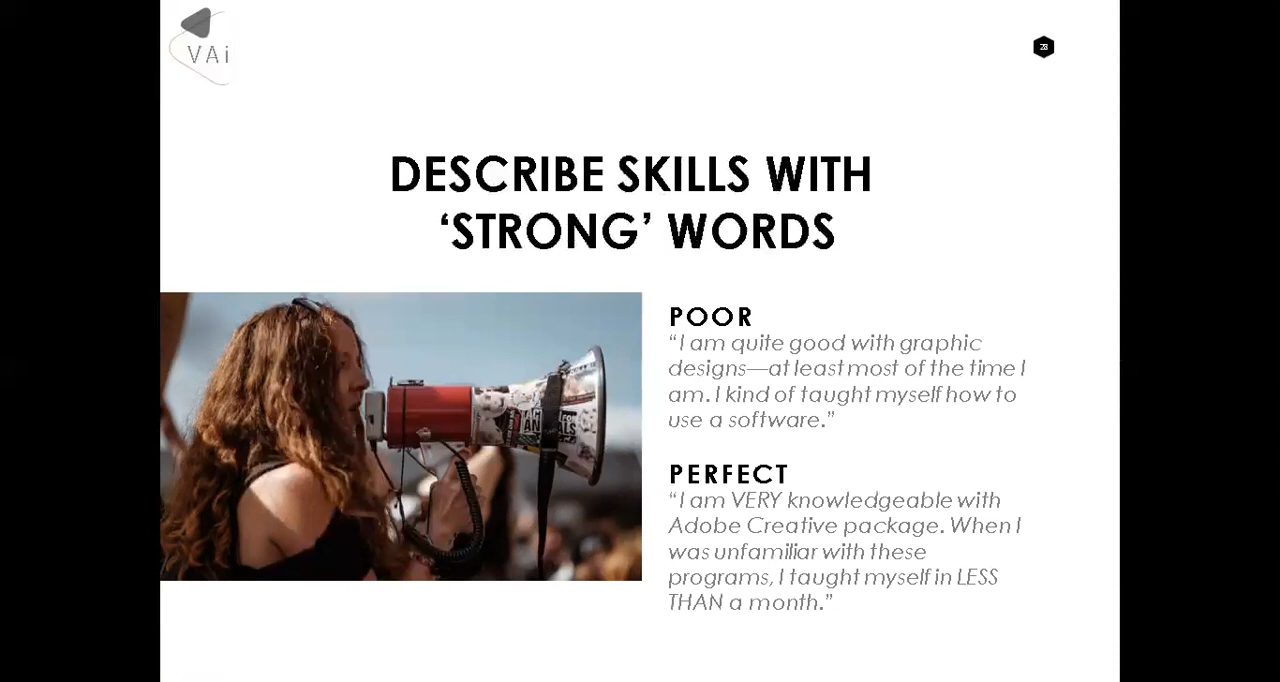 VAi
28
DESCRIBE SKILLS WITH
‘STRONG’ WORDS
POOR
“I am quite good with graphic
designs—at least most of the time I
am. I kind of taught myself how to
use a software.”
PERFECT
“I am VERY knowledgeable with
Adobe Creative package. When I
was unfamiliar with these
programs, I taught myself in LESS
THAN a month.”